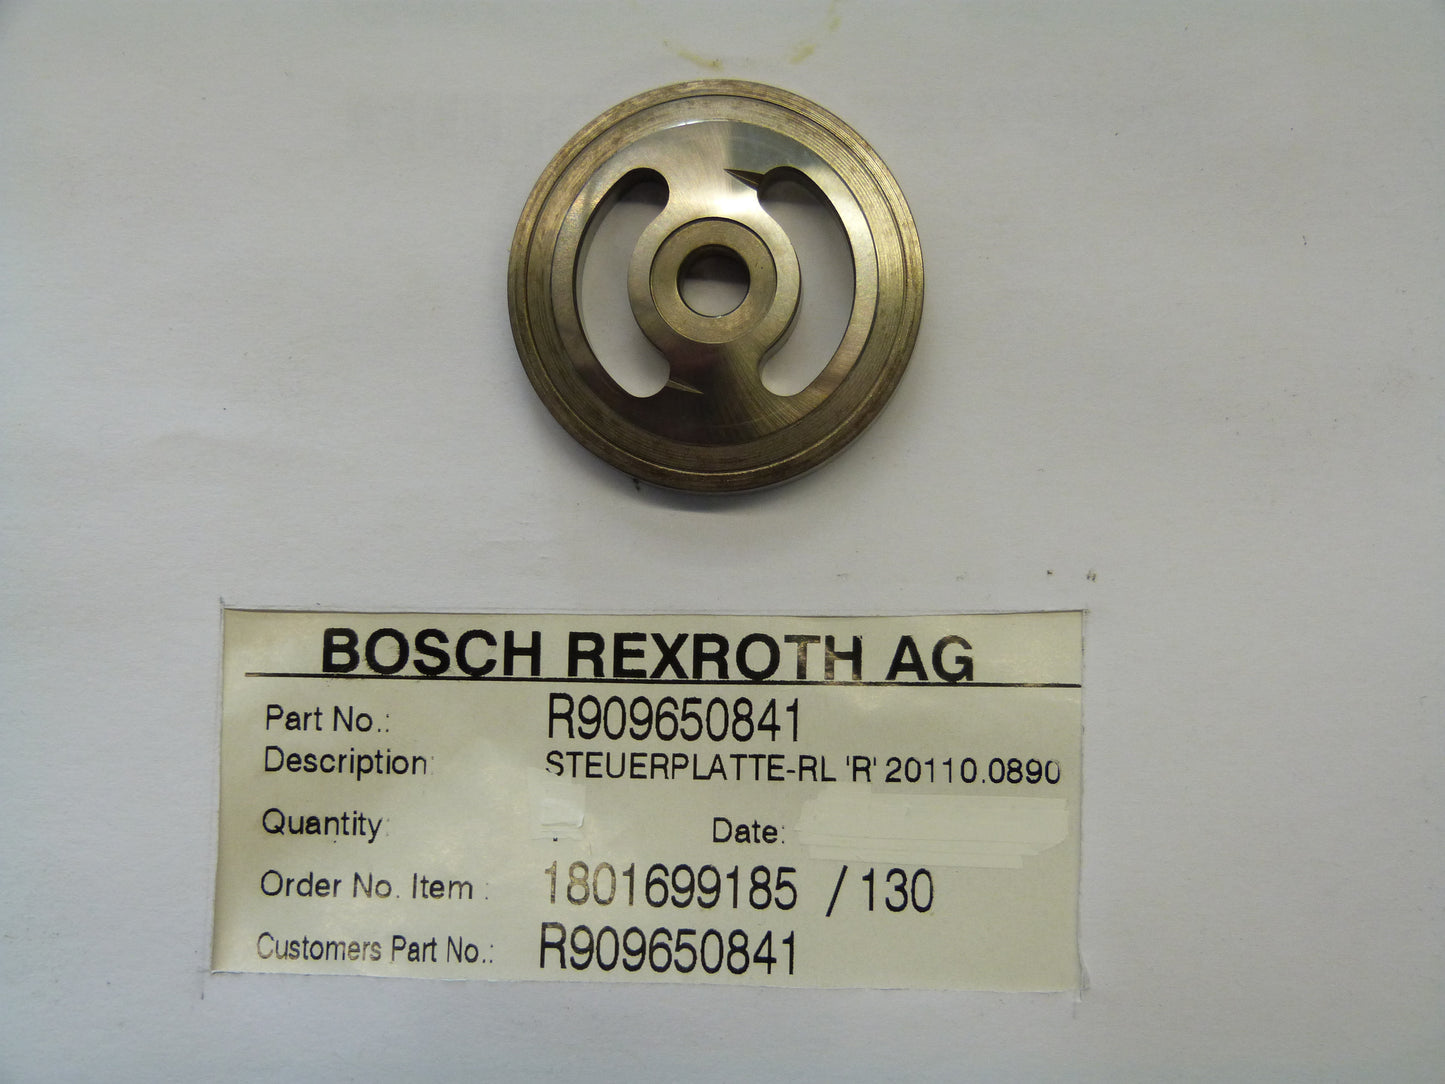 BOSCH REXROTH AG
Part No.: R909650841
Description: STEUERPLATTE-RL 'R' 20110.0890
Quantity: Date:
Order No. Item : 1801699185 / 130
Customers Part No.: R909650841